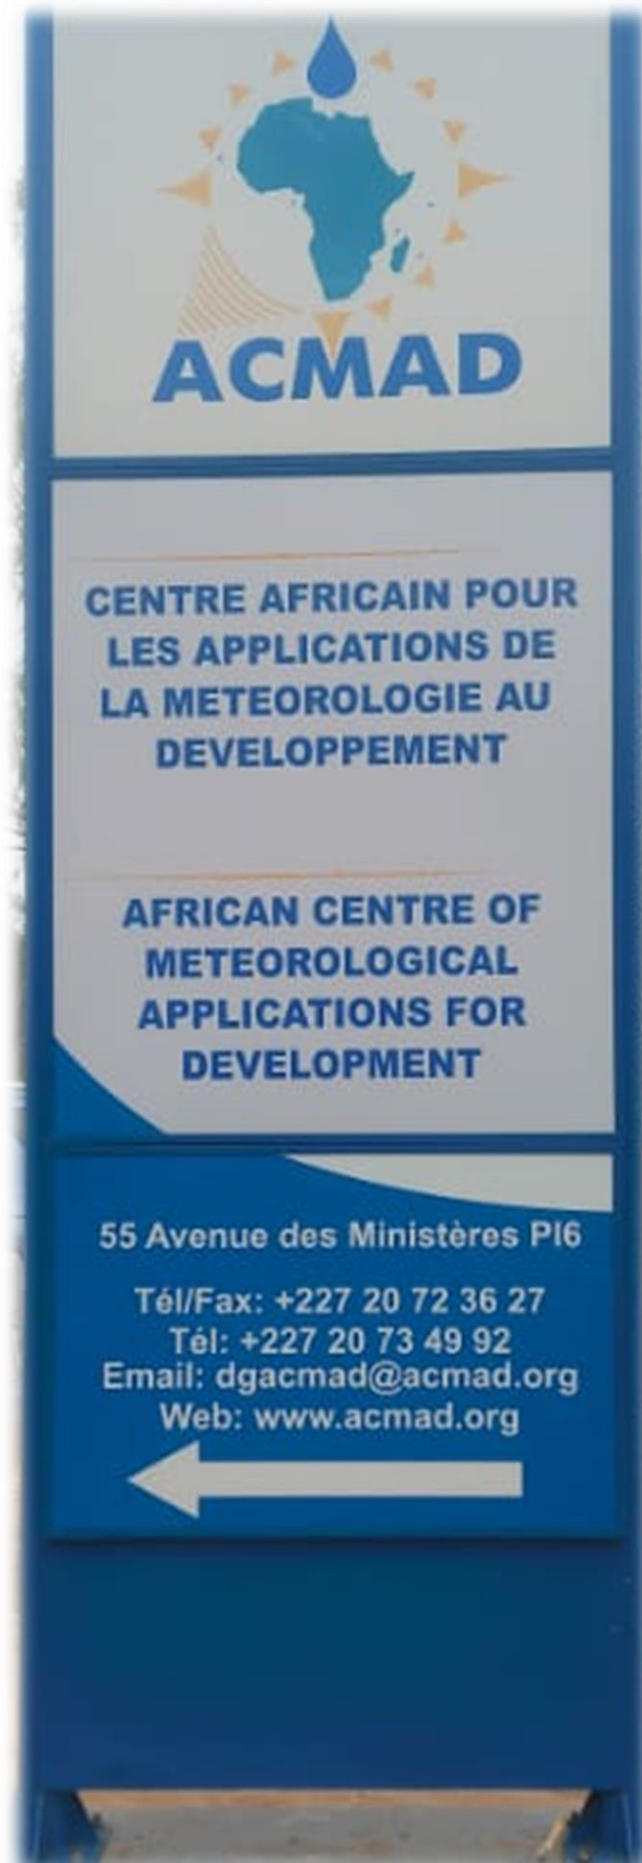 ACMAD
CENTRE AFRICAIN POUR
LES APPLICATIONS DE
LA METEOROLOGIE AU
DEVELOPPEMENT
AFRICAN CENTRE OF
METEOROLOGICAL
APPLICATIONS FOR
DEVELOPMENT
55 Avenue des Ministères Pl6
Tél/Fax: +227 20 72 36 27
Tél: +227 20 73 49 92
Email: dgacmad@acmad.org
Web: www.acmad.org